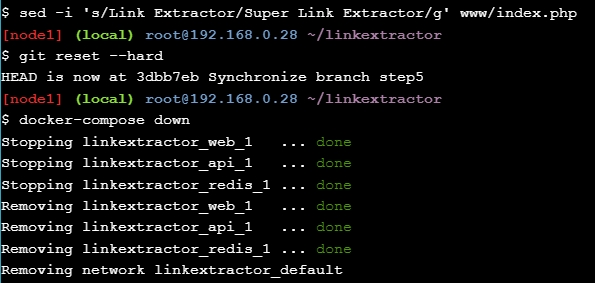 $ sed -i 's/Link Extractor/Super Link Extractor/g' www/index.php
[node1] (local) root@192.168.0.28 ~/linkextractor
$ git reset --hard
HEAD is now at 3dbb7eb Synchronize branch step5
[node1] (local) root@192.168.0.28 ~/linkextractor
$ docker-compose down
Stopping linkextractor_web_1   ... done
Stopping linkextractor_api_1   ... done
Stopping linkextractor_redis_1 ... done
Removing linkextractor_web_1   ... done
Removing linkextractor_api_1   ... done
Removing linkextractor_redis_1 ... done
Removing network linkextractor_default